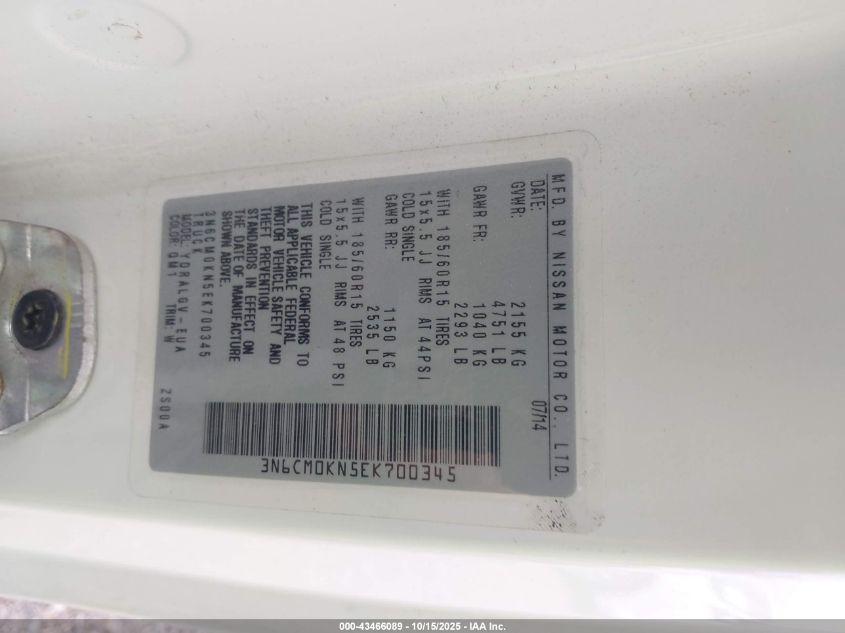 MFD. BY NISSAN MOTOR CO., LTD.
DATE: 07/14
GVWR: 2155 KG
4751 LB
GAWR FR: 1040 KG
2293 LB
WITH 185/60R15 TIRES
15x5.5 JJ RIMS AT 44PSI
COLD SINGLE
GAWR RR: 1150 KG
2535 LB
WITH 185/60R15 TIRES
15x5.5 JJ RIMS AT 48 PSI
COLD SINGLE
THIS VEHICLE CONFORMS TO
ALL APPLICABLE FEDERAL
MOTOR VEHICLE SAFETY AND
THEFT PREVENTION
STANDARDS IN EFFECT ON
THE DATE OF MANUFACTURE
SHOWN ABOVE.
3N6CM0KN5EK700345
TRUCK
MODEL: YDRALGV-EUA
COLOR: QM1 TRIM: W 2S00A
3N6CM0KN5EK700345
000-43466089 - 10/15/2025 - IAA Inc.